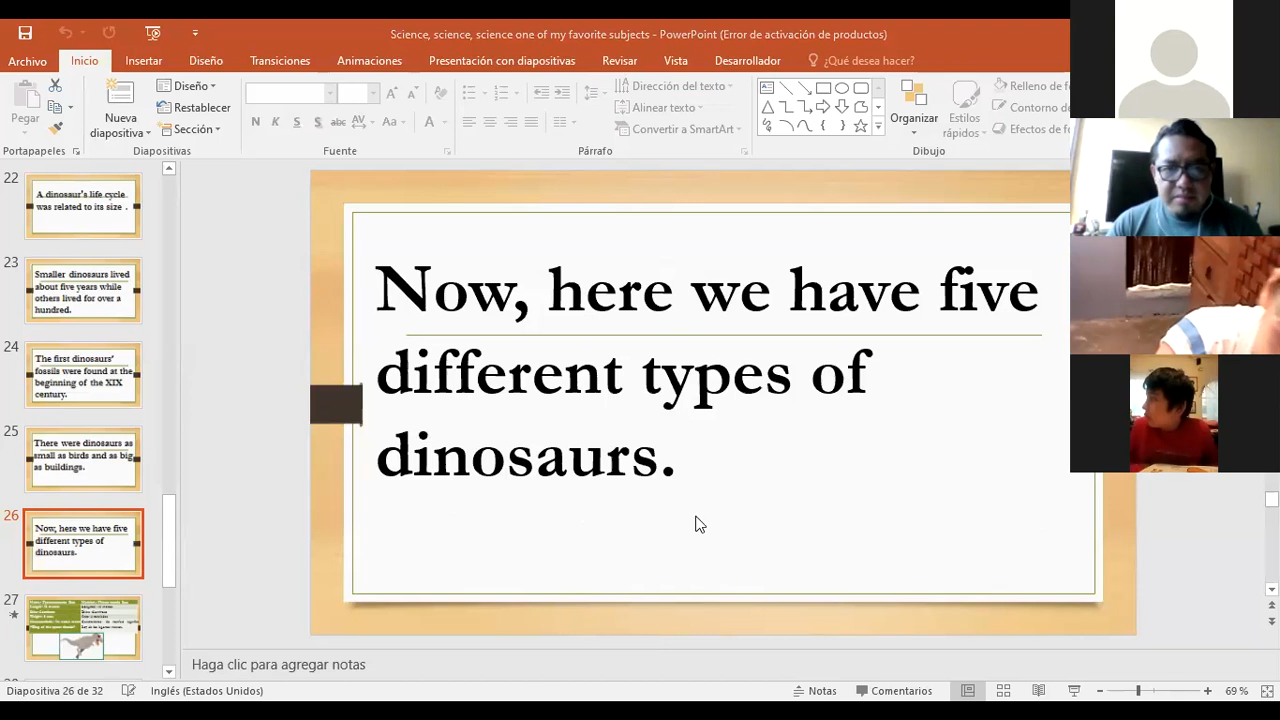 Science, science, science one of my favorite subjects - PowerPoint (Error de activación de productos)
Archivo Inicio Insertar Diseño Transiciones Animaciones Presentación con diapositivas Revisar Vista Desarrollador ¿Qué desea hacer?
Pegar
Nueva diapositiva
Diseño
Restablecer
Sección
N K S S abc AV Aa A
Dirección del texto
Alinear texto
Convertir a SmartArt
Organizar
Estilos rápidos
Relleno de f
Contorno de
Efectos de fo
Portapapeles Diapositivas Fuente Párrafo Dibujo
22
A dinosaur's life cycle
was related to its size .
23
Smaller dinosaurs lived
about five years while
others lived for over a
hundred.
24
The first dinosaurs'
fossils were found at the
beginning of the XIX
century.
25
There were dinosaurs as
small as birds and as big
as buildings.
26
Now, here we have five
different types of
dinosaurs.
27
Now, here we have five
different types of
dinosaurs.
Haga clic para agregar notas
Diapositiva 26 de 32 Inglés (Estados Unidos) Notas Comentarios 69 %